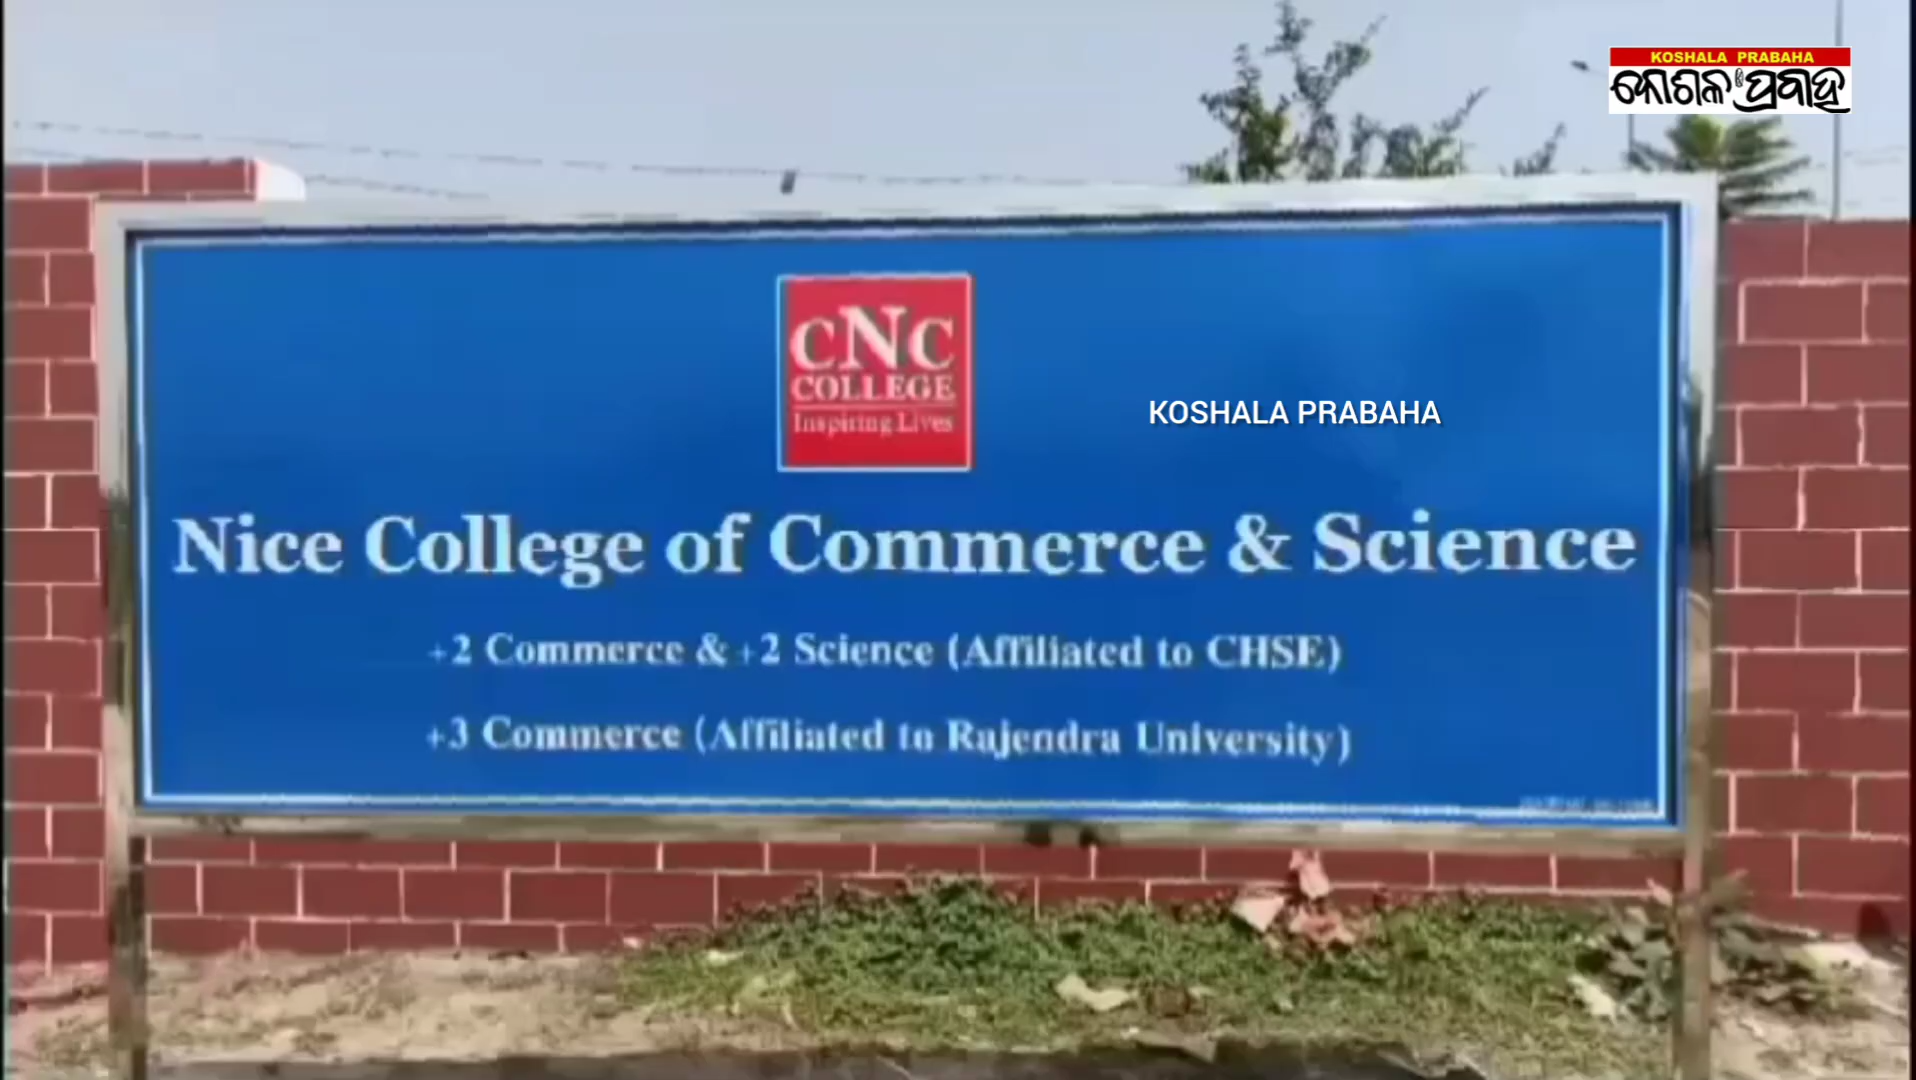 KOSHALA PRABAHA
କୋଶଳ ପ୍ରବାହ
CNC
COLLEGE
Inspiring Lives
KOSHALA PRABAHA
Nice College of Commerce & Science
+2 Commerce & +2 Science (Affiliated to CHSE)
+3 Commerce (Affiliated to Rajendra University)